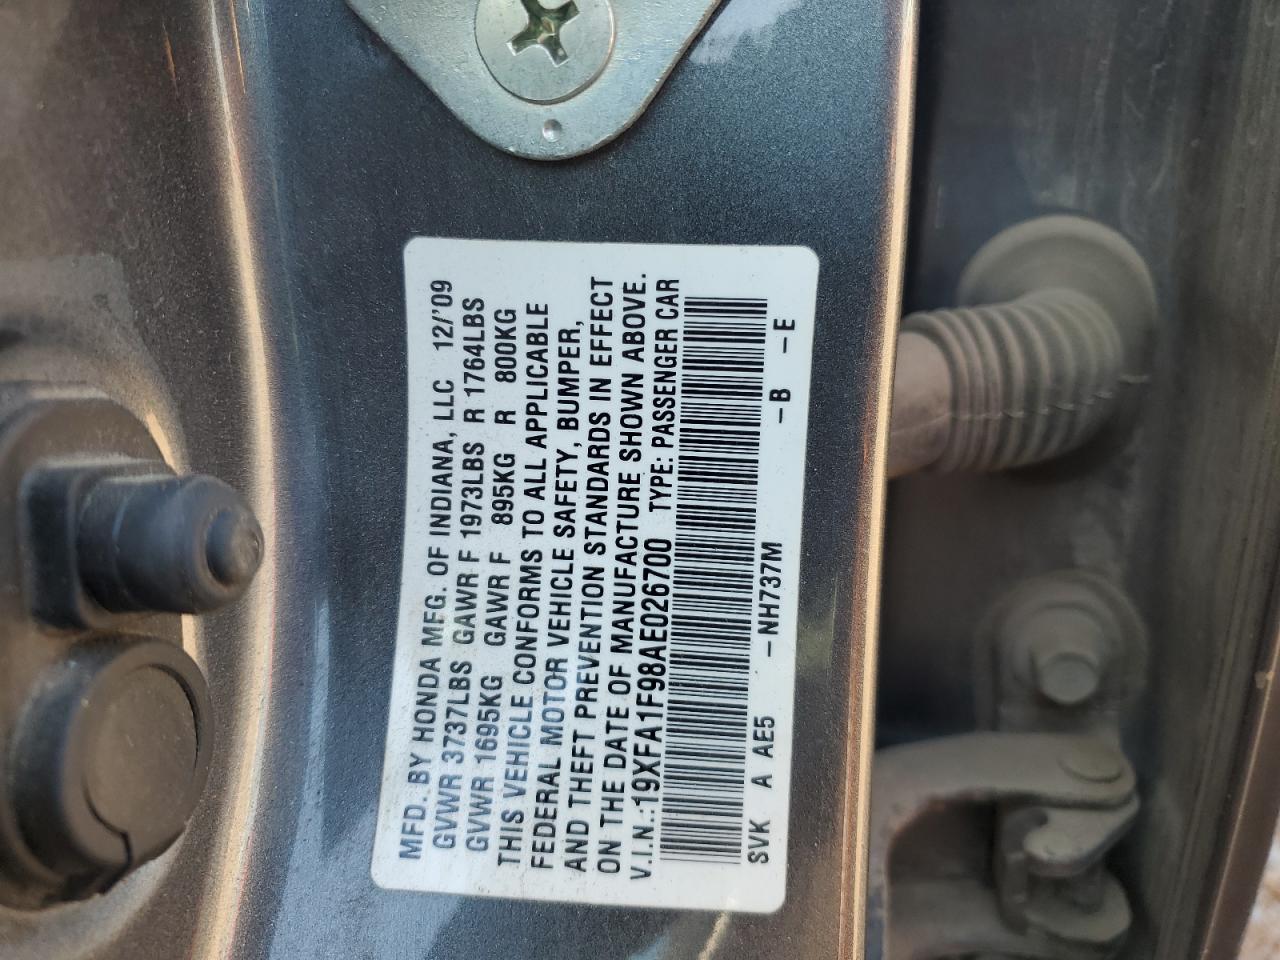 MFD. BY HONDA MFG. OF INDIANA, LLC 12/'09
GVWR 3737LBS GAWR F 1973LBS R 1764LBS
GVWR 1695KG GAWR F 895KG R 800KG
THIS VEHICLE CONFORMS TO ALL APPLICABLE
FEDERAL MOTOR VEHICLE SAFETY, BUMPER,
AND THEFT PREVENTION STANDARDS IN EFFECT
ON THE DATE OF MANUFACTURE SHOWN ABOVE.
V.I.N.:19XFA1F98AE026700 TYPE: PASSENGER CAR
SVK A AE5 -NH737M -B -E